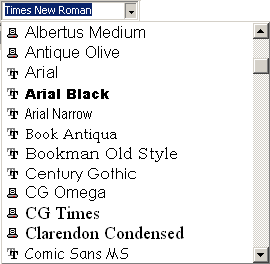 Times New Roman
Albertus Medium
Antique Olive
Arial
Arial Black
Arial Narrow
Book Antiqua
Bookman Old Style
Century Gothic
CG Omega
CG Times
Clarendon Condensed
Comic Sans MS